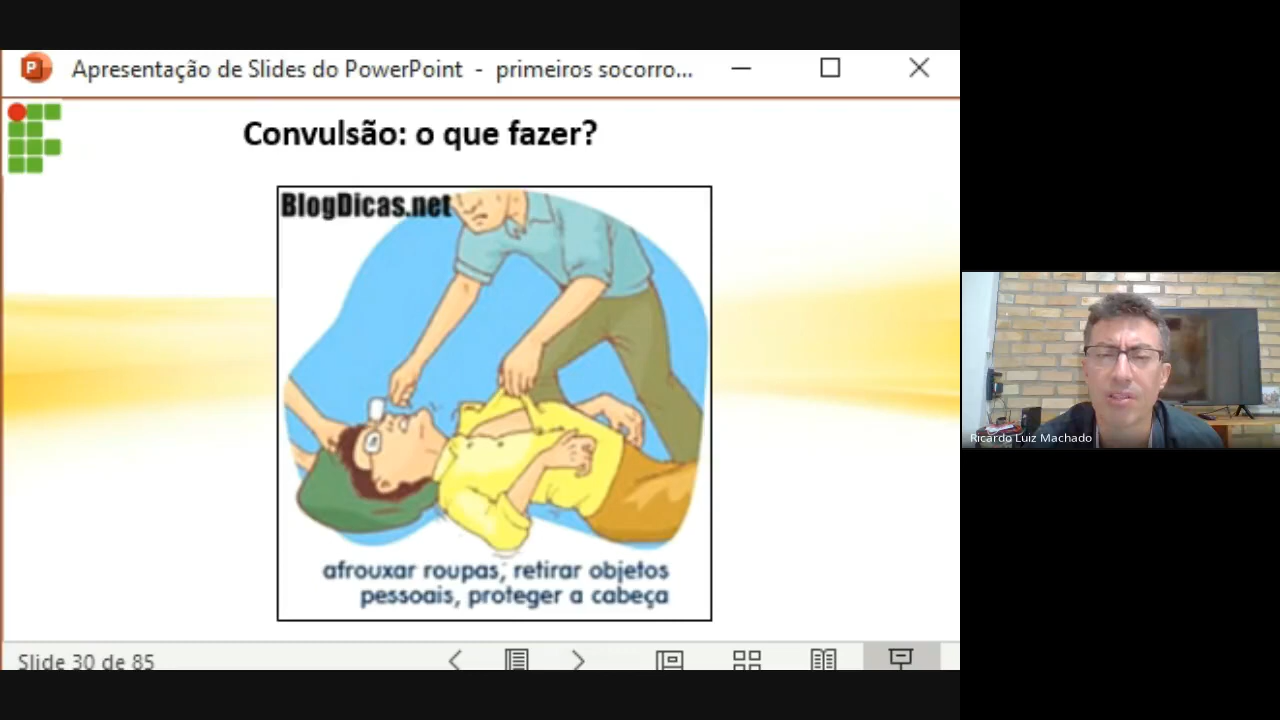 Apresentação de Slides do PowerPoint - primeiros socorro...
Convulsão: o que fazer?
BlogDicas.net
afrouxar roupas, retirar objetos
pessoais, proteger a cabeça
Ricardo Luiz Machado
Slide 30 de 85